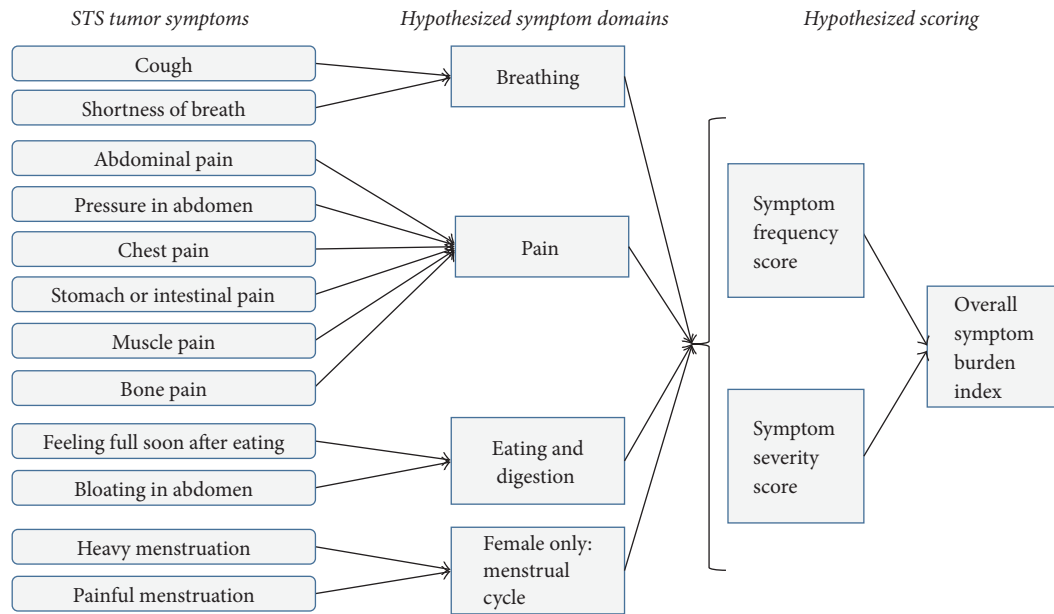 STS tumor symptoms
Hypothesized symptom domains
Hypothesized scoring
Cough
Shortness of breath
Abdominal pain
Pressure in abdomen
Chest pain
Stomach or intestinal pain
Muscle pain
Bone pain
Feeling full soon after eating
Bloating in abdomen
Heavy menstruation
Painful menstruation
Breathing
Pain
Eating and
digestion
Female only:
menstrual
cycle
Symptom
frequency
score
Symptom
severity
score
Overall
symptom
burden
index